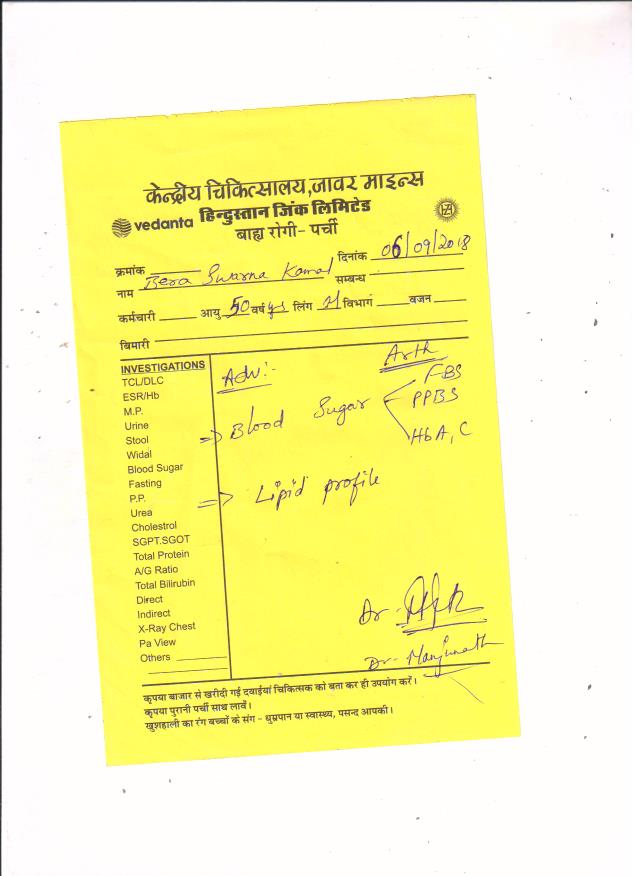 केन्द्रीय चिकित्सालय,जावर माइन्स
vedanta हिन्दुस्तान जिंक लिमिटेड
बाह्य रोगी- पर्ची
क्रमांक दिनांक 06/09/2018
नाम Bera Swarna Kamal सम्बन्ध
कर्मचारी आयु 50 वर्ष ys लिंग M विभाग वजन
बिमारी
INVESTIGATIONS
TCL/DLC
ESR/Hb
M.P.
Urine
Stool
Widal
Blood Sugar
Fasting
P.P.
Urea
Cholestrol
SGPT.SGOT
Total Protein
A/G Ratio
Total Bilirubin
Direct
Indirect
X-Ray Chest
Pa View
Others
Adv:-
Arth
=> Blood Sugar
FBS
PPBS
HbA,C
=> Lipid profile
Dr-
Dr- Manjunath
कृपया बाजार से खरीदी गई दवाईयां चिकित्सक को बता कर ही उपयोग करें।
कृपया पुरानी पर्ची साथ लावें।
खुशहाली का रंग बच्चों के संग - धुम्रपान या स्वास्थ्य, पसन्द आपकी।